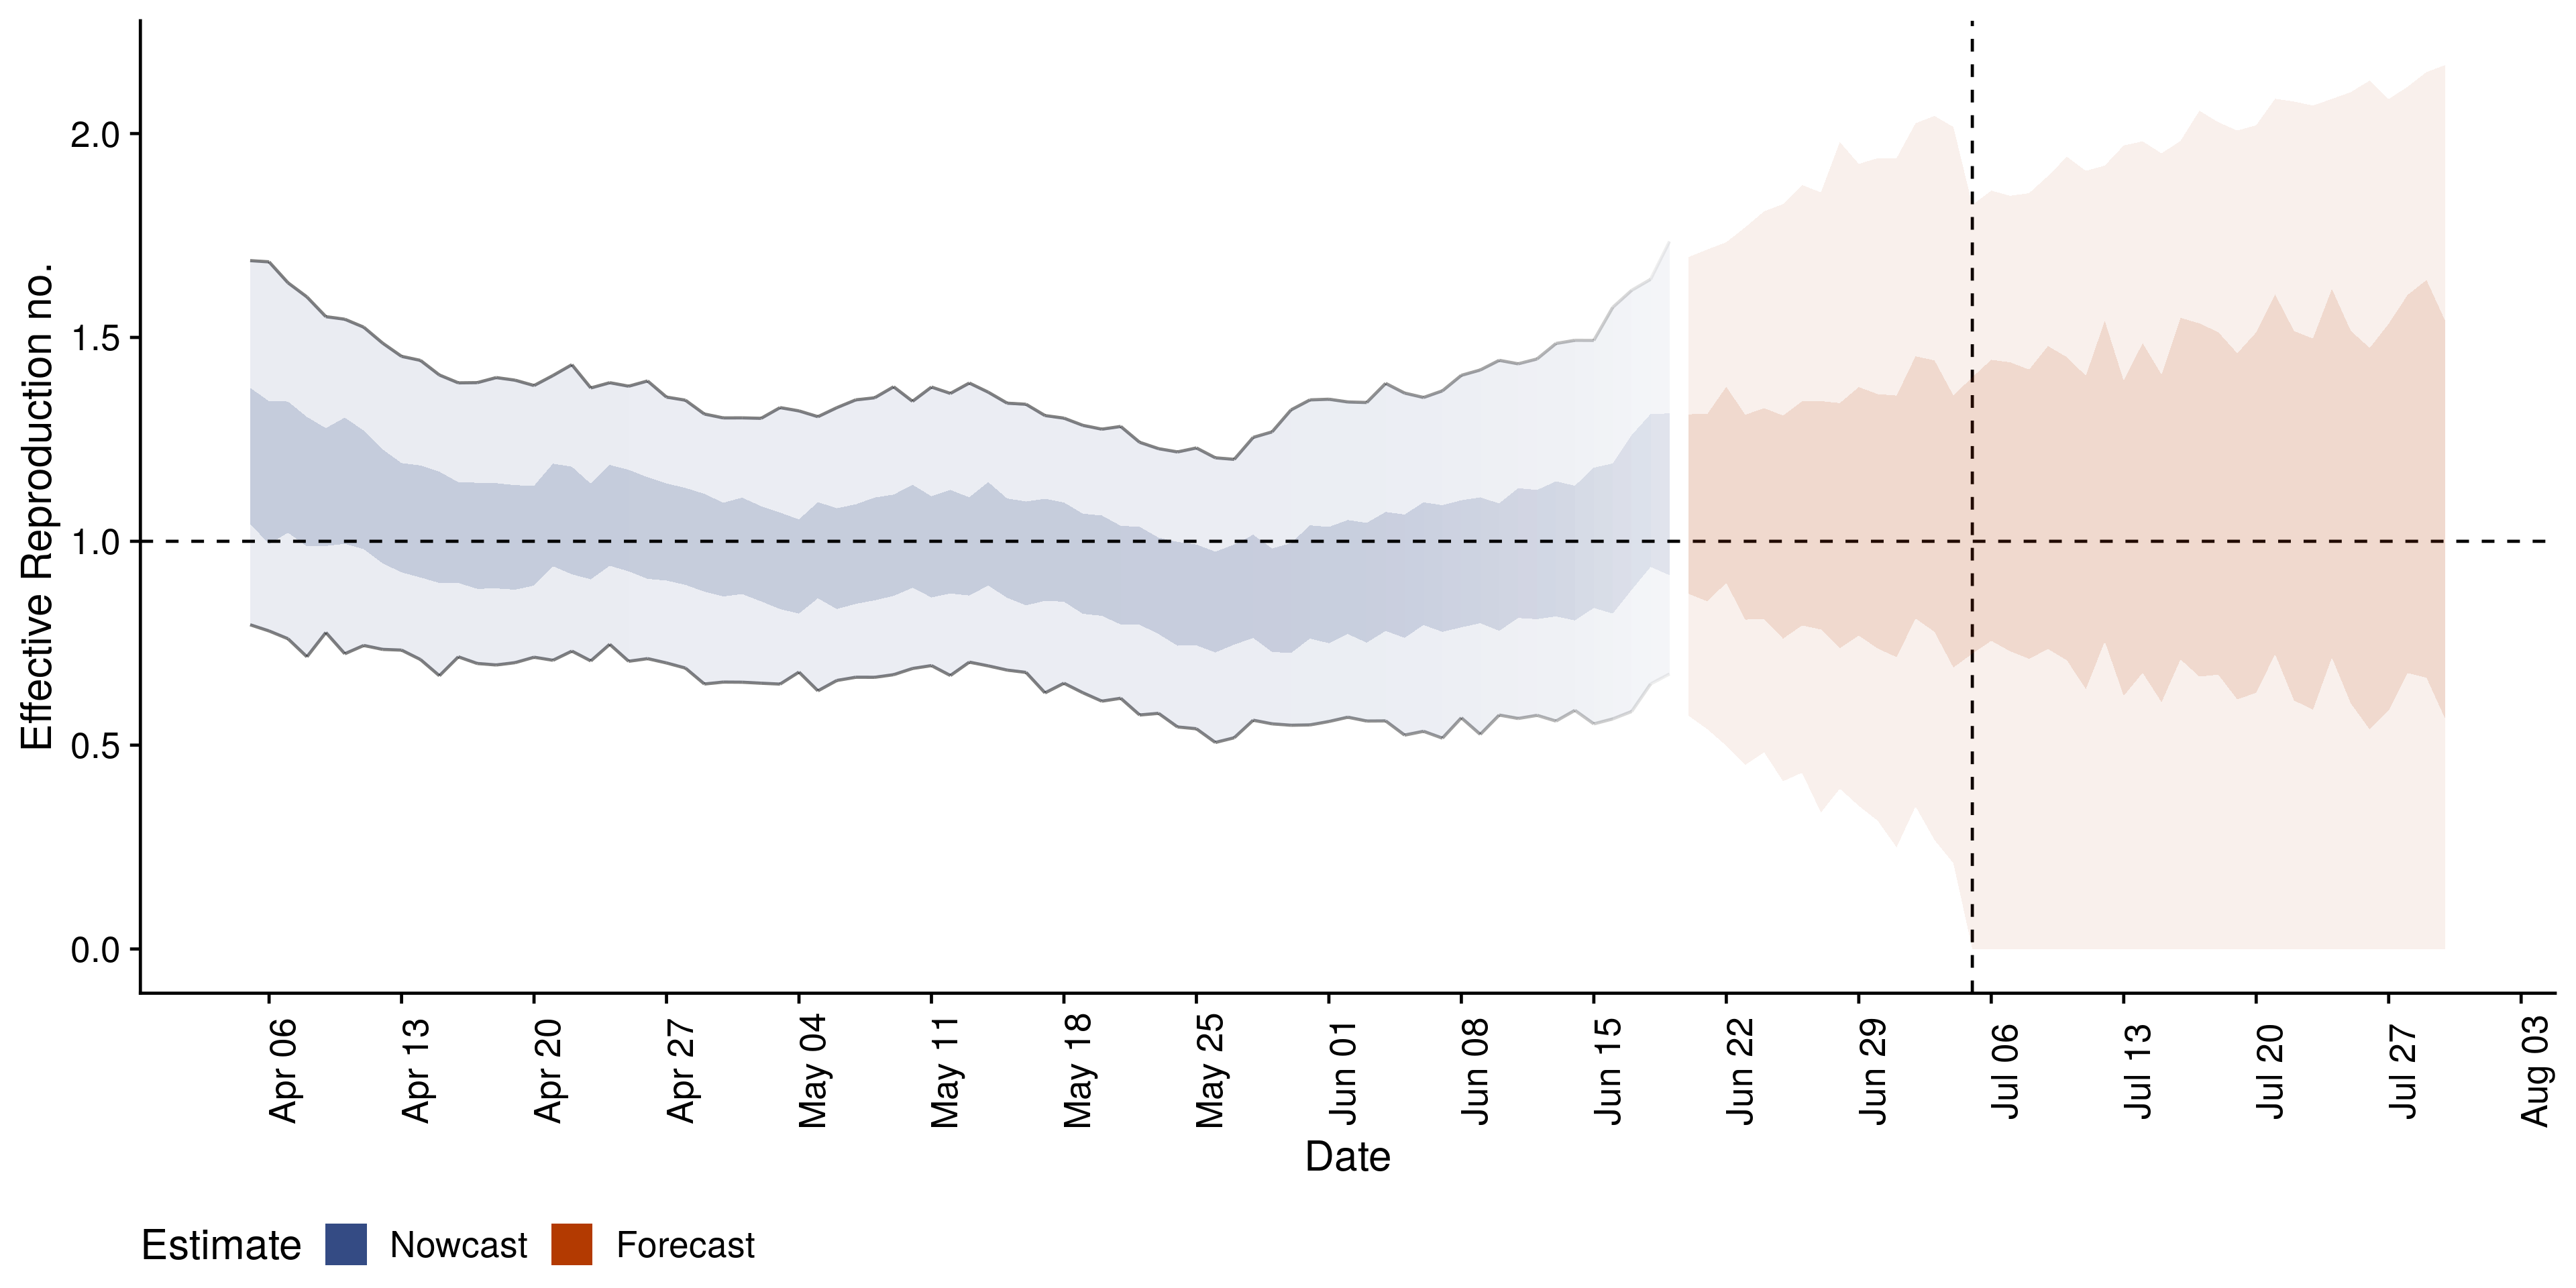 Effective Reproduction no.
2.0
1.5
1.0
0.5
0.0
Apr 06
Apr 13
Apr 20
Apr 27
May 04
May 11
May 18
May 25
Jun 01
Jun 08
Jun 15
Jun 22
Jun 29
Jul 06
Jul 13
Jul 20
Jul 27
Aug 03
Date
Estimate Nowcast Forecast